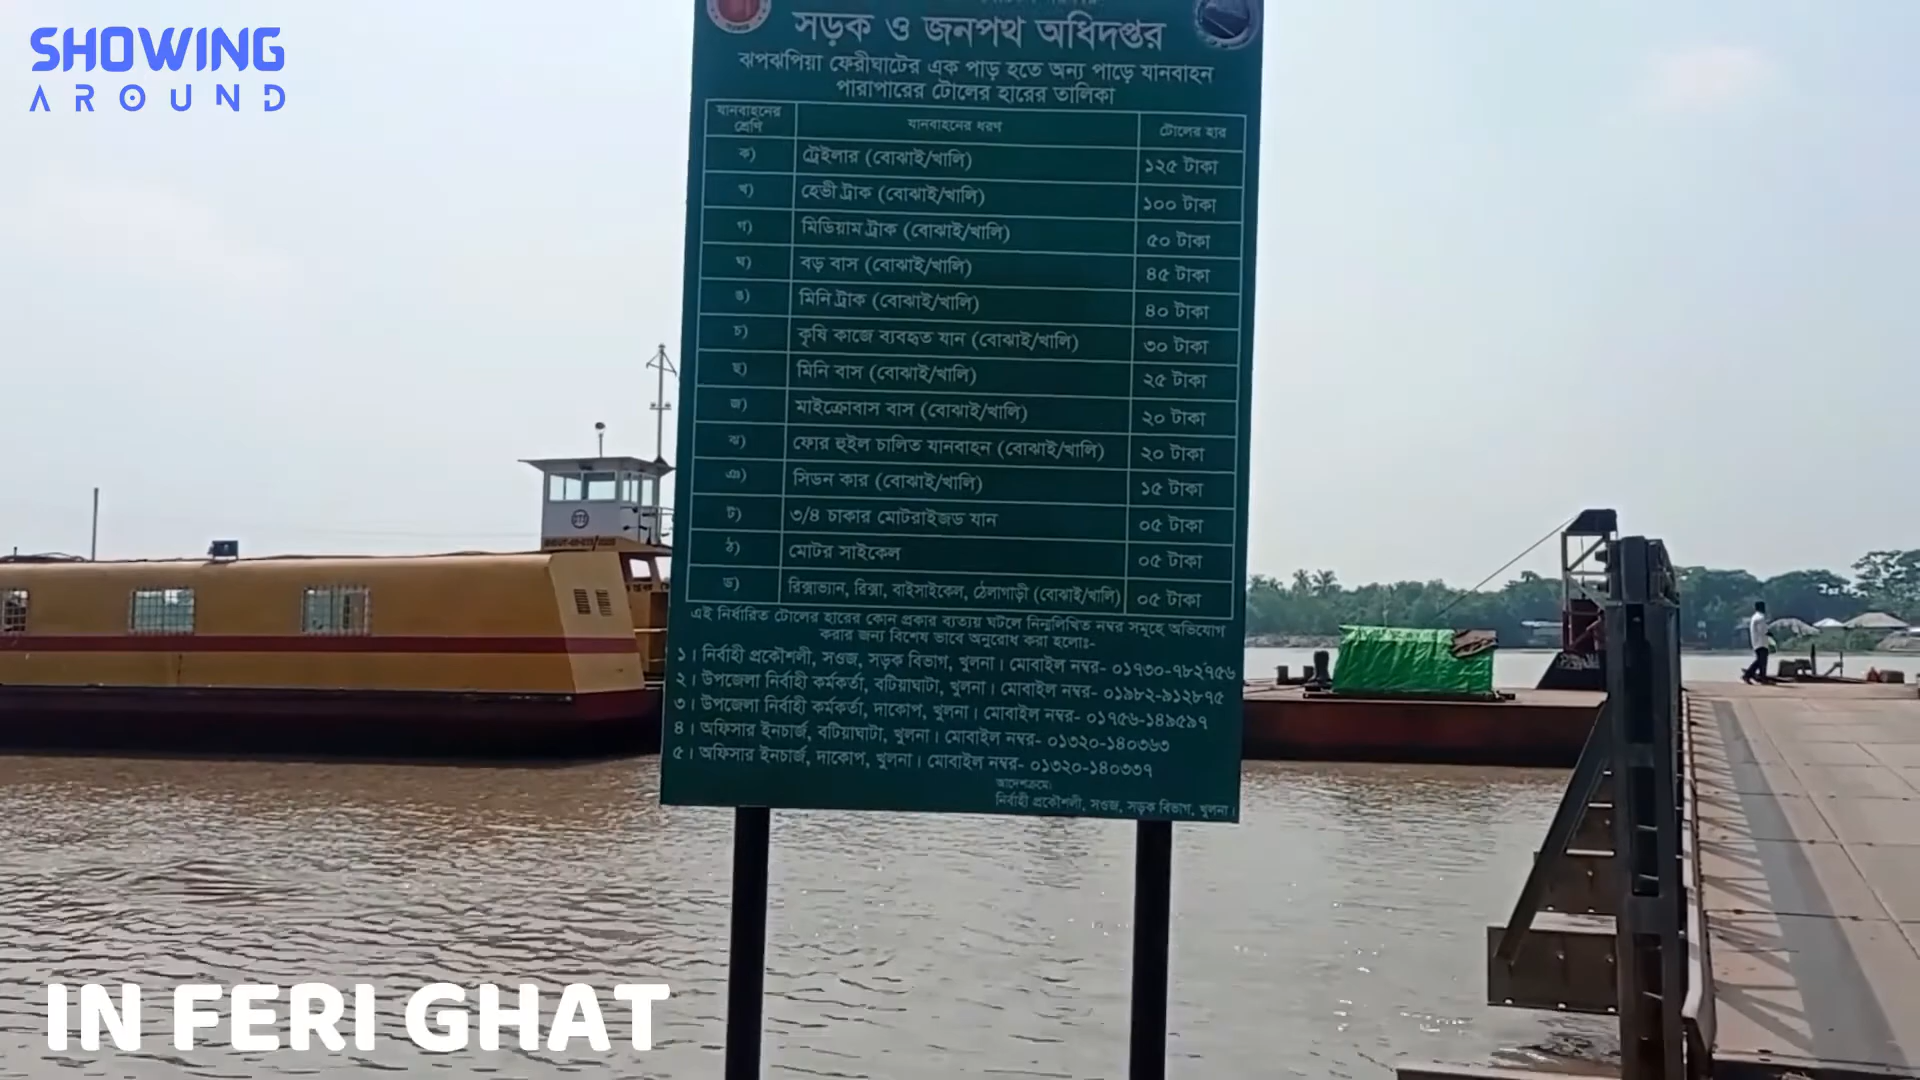 SHOWING
AROUND
সড়ক ও জনপথ অধিদপ্তর
ঝপঝপিয়া ফেরীঘাটের এক পাড় হতে অন্য পাড়ে যানবাহন
পারাপারের টোলের হারের তালিকা
যানবাহনের শ্রেণি যানবাহনের ধরণ টোলের হার
ক) ট্রেইলার (বোঝাই/খালি) ১২৫ টাকা
খ) হেভী ট্রাক (বোঝাই/খালি) ১০০ টাকা
গ) মিডিয়াম ট্রাক (বোঝাই/খালি) ৫০ টাকা
ঘ) বড় বাস (বোঝাই/খালি) ৪৫ টাকা
ঙ) মিনি ট্রাক (বোঝাই/খালি) ৪০ টাকা
চ) কৃষি কাজে ব্যবহৃত যান (বোঝাই/খালি) ৩০ টাকা
ছ) মিনি বাস (বোঝাই/খালি) ২৫ টাকা
জ) মাইক্রোবাস বাস (বোঝাই/খালি) ২০ টাকা
ঝ) ফোর হুইল চালিত যানবাহন (বোঝাই/খালি) ২০ টাকা
ঞ) সিডন কার (বোঝাই/খালি) ১৫ টাকা
ট) ৩/৪ চাকার মোটরাইজড যান ০৫ টাকা
ঠ) মোটর সাইকেল ০৫ টাকা
ড) রিক্সাভ্যান, রিক্সা, বাইসাইকেল, ঠেলাগাড়ী (বোঝাই/খালি) ০৫ টাকা
এই নির্ধারিত টোলের হারের কোন প্রকার ব্যত্যয় ঘটলে নিন্মলিখিত নম্বর সমূহে অভিযোগ
করার জন্য বিশেষ ভাবে অনুরোধ করা হলোঃ-
১। নির্বাহী প্রকৌশলী, সওজ, সড়ক বিভাগ, খুলনা। মোবাইল নম্বর- ০১৭৩০-৭৮২৭৫৬
২। উপজেলা নির্বাহী কর্মকর্তা, বটিয়াঘাটা, খুলনা। মোবাইল নম্বর- ০১৯৮২-৯১২৮৭৫
৩। উপজেলা নির্বাহী কর্মকর্তা, দাকোপ, খুলনা। মোবাইল নম্বর- ০১৭৫৬-১৪৯৫৯৭
৪। অফিসার ইনচার্জ, বটিয়াঘাটা, খুলনা। মোবাইল নম্বর- ০১৩২০-১৪০৩৬৩
৫। অফিসার ইনচার্জ, দাকোপ, খুলনা। মোবাইল নম্বর- ০১৩২০-১৪০৩৩৭
আদেশক্রমে।
নির্বাহী প্রকৌশলী, সওজ, সড়ক বিভাগ, খুলনা।
IN FERI GHAT